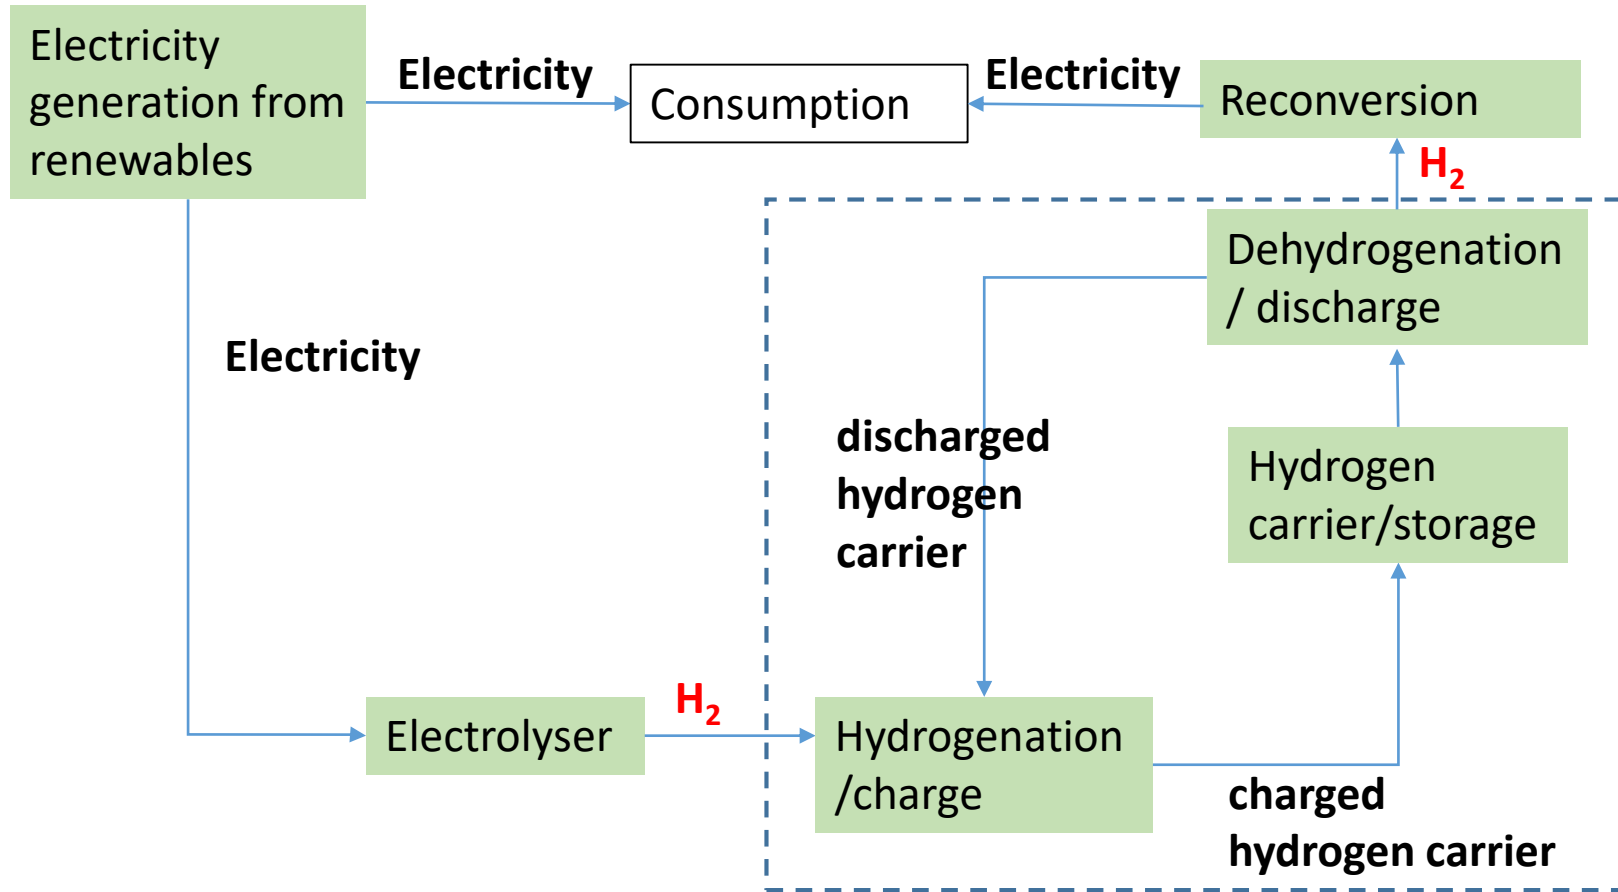 Electricity
generation from
renewables
Electricity
Consumption
Electricity
Reconversion
H₂
Dehydrogenation
/ discharge
Electricity
discharged
hydrogen
carrier
Hydrogen
carrier/storage
Electrolyser
H₂
Hydrogenation
/charge
charged
hydrogen carrier